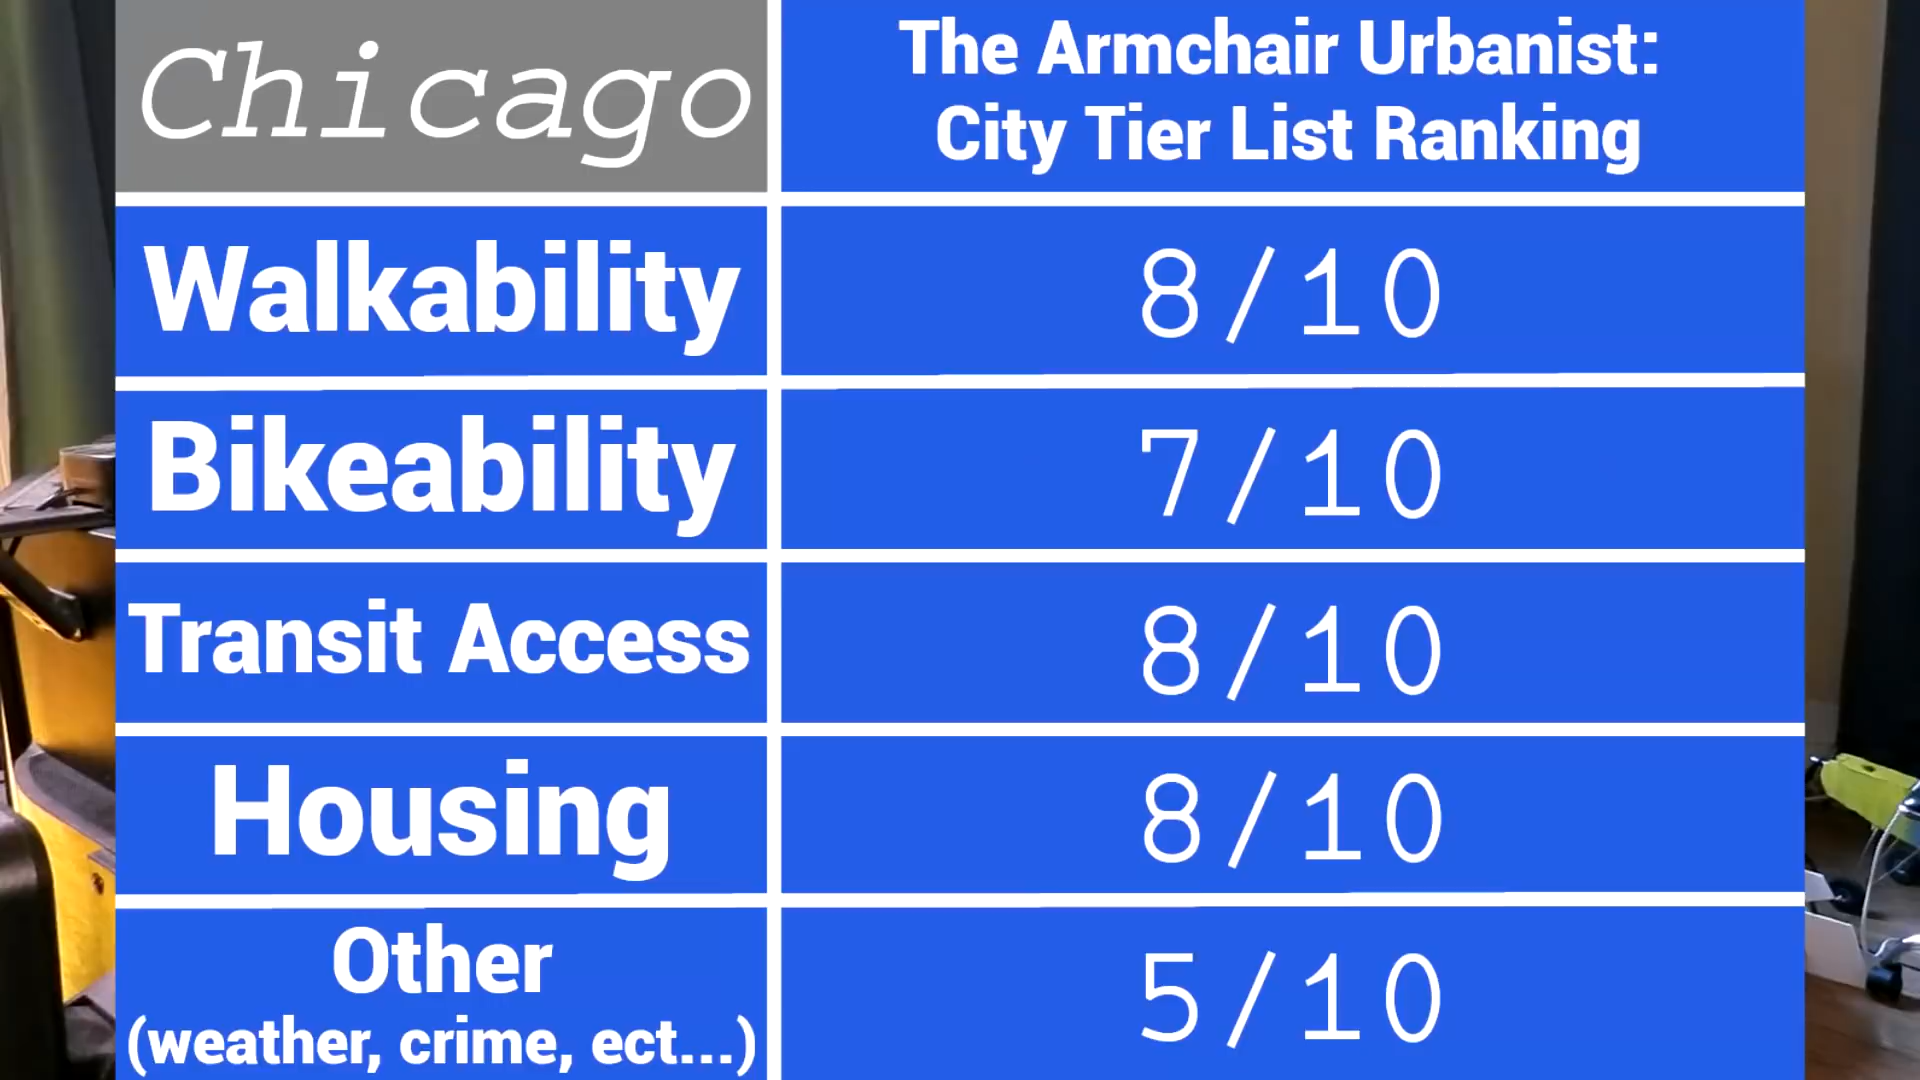 Chicago
The Armchair Urbanist:
City Tier List Ranking
Walkability
8/10
Bikeability
7/10
Transit Access
8/10
Housing
8/10
Other
(weather, crime, ect...)
5/10